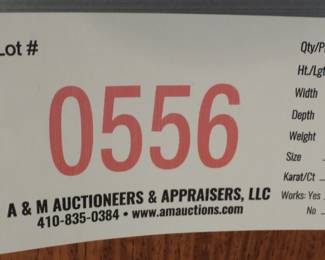 Lot #
0556
A & M AUCTIONEERS & APPRAISERS, LLC
410-835-0384 • www.amauctions.com
Qty/P
Ht./Lgt
Width
Depth
Weight
Size
Karat/Ct
Works: Yes
No